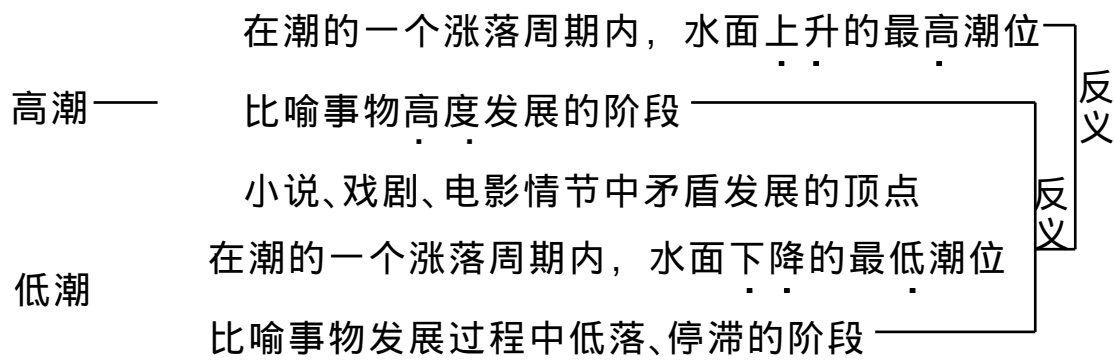 在潮的一个涨落周期内，水面上升的最高潮位
高潮
比喻事物高度发展的阶段
小说、戏剧、电影情节中矛盾发展的顶点
反义
反义
在潮的一个涨落周期内，水面下降的最低潮位
低潮
比喻事物发展过程中低落、停滞的阶段